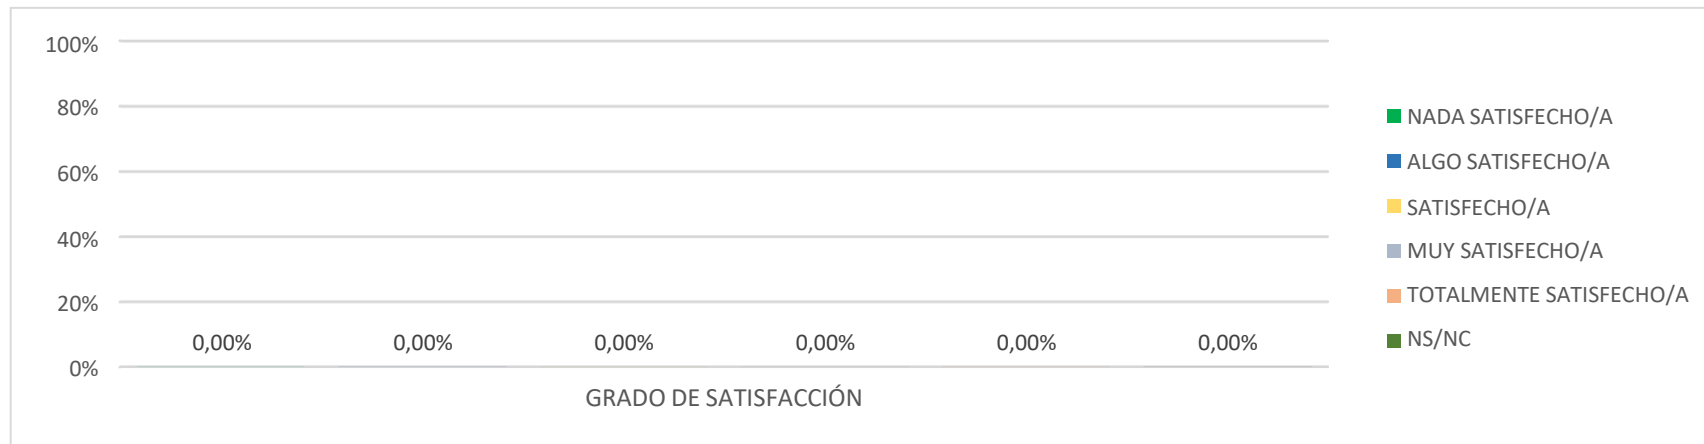 100%
80%
60%
40%
20%
0%
0,00% 0,00% 0,00% 0,00% 0,00% 0,00%
GRADO DE SATISFACCIÓN
NADA SATISFECHO/A
ALGO SATISFECHO/A
SATISFECHO/A
MUY SATISFECHO/A
TOTALMENTE SATISFECHO/A
NS/NC